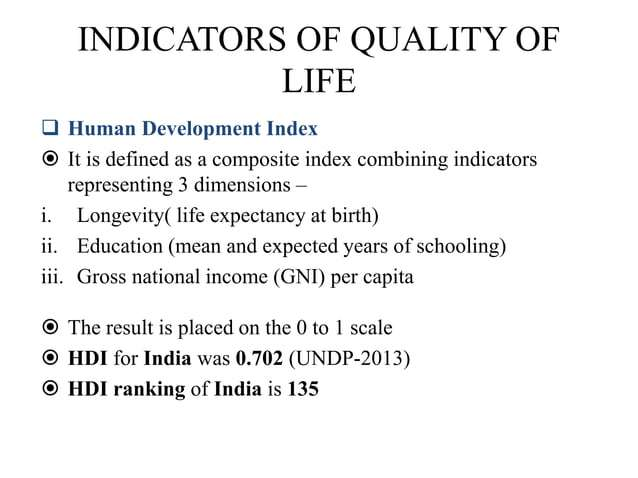 INDICATORS OF QUALITY OF
LIFE
Human Development Index
It is defined as a composite index combining indicators
representing 3 dimensions –
i. Longevity( life expectancy at birth)
ii. Education (mean and expected years of schooling)
iii. Gross national income (GNI) per capita
The result is placed on the 0 to 1 scale
HDI for India was 0.702 (UNDP-2013)
HDI ranking of India is 135